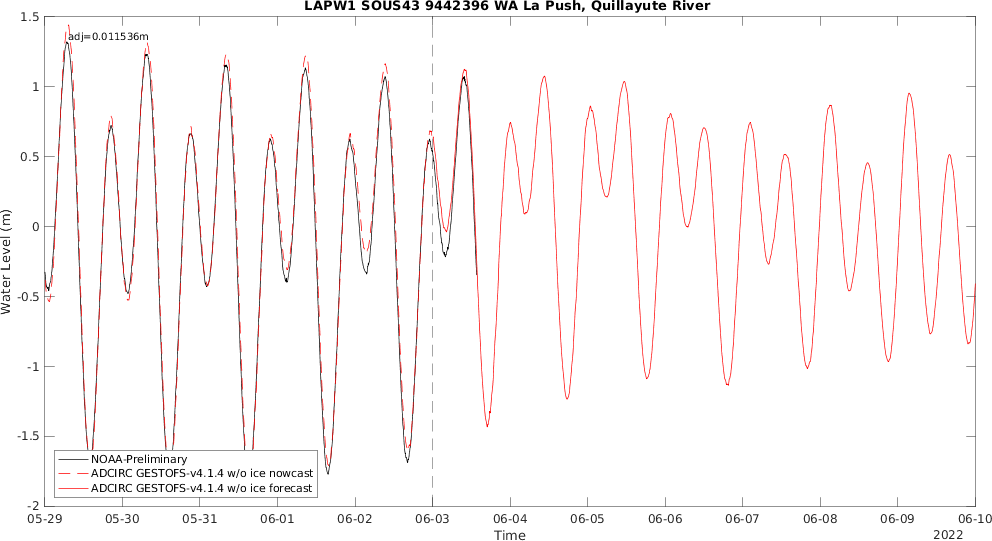 LAPW1 SOUS43 9442396 WA La Push, Quillayute River
adj=0.011536m
1.5
1
0.5
0
-0.5
-1
-1.5
-2
Water Level (m)
NOAA-Preliminary
ADCIRC GESTOFS-v4.1.4 w/o ice nowcast
ADCIRC GESTOFS-v4.1.4 w/o ice forecast
05-29 05-30 05-31 06-01 06-02 06-03 06-04 06-05 06-06 06-07 06-08 06-09 06-10
Time
2022